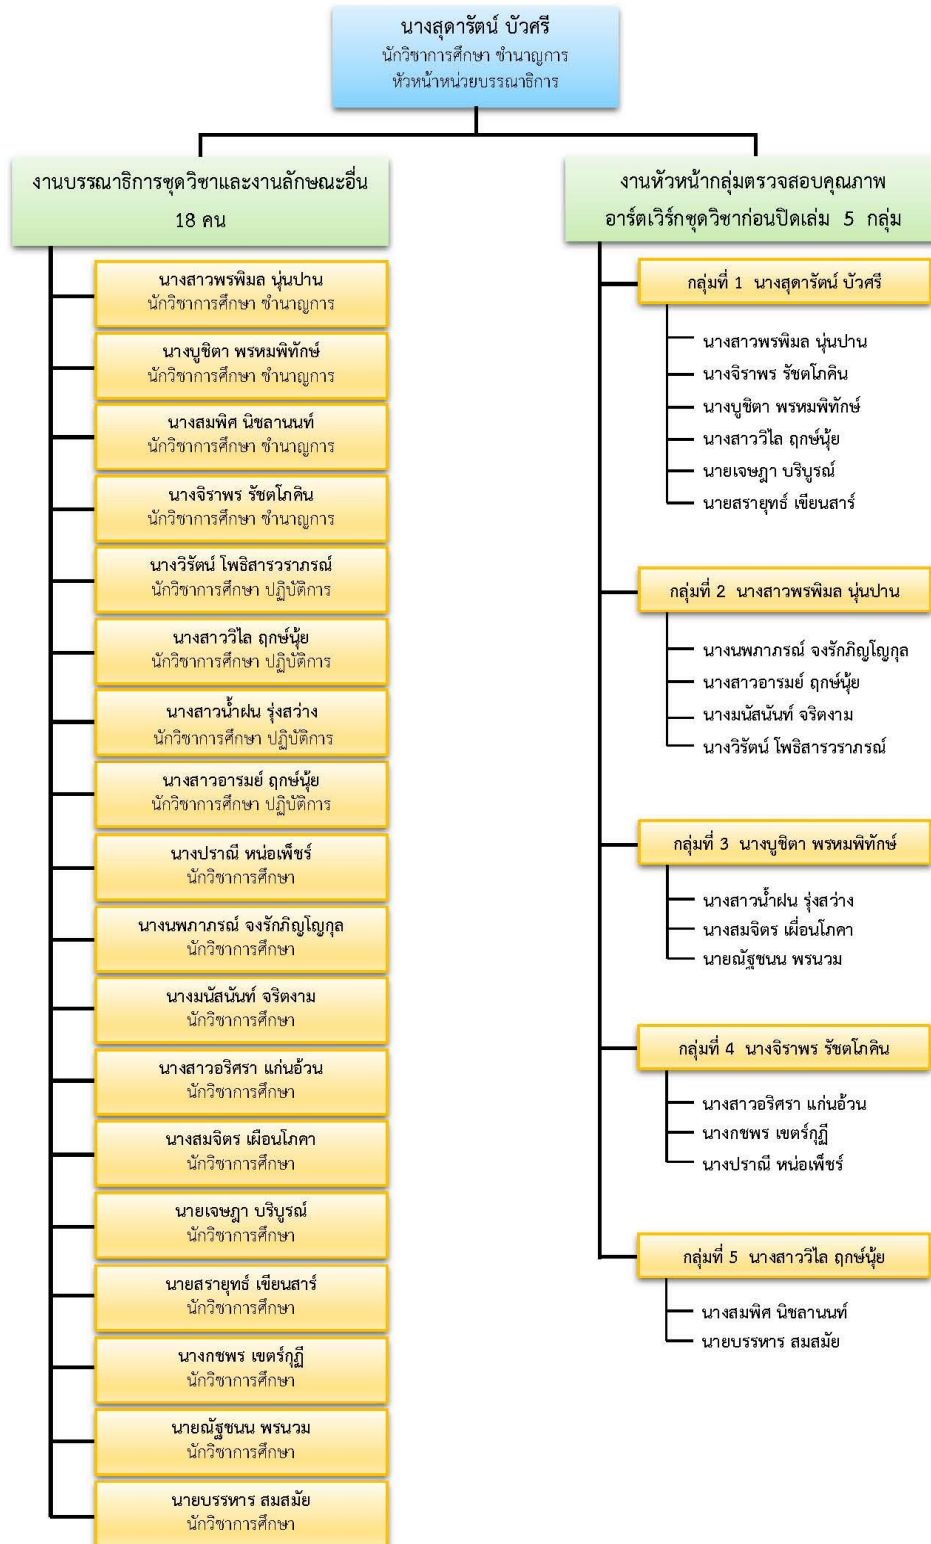 นางสุดารัตน์ บัวศรี
นักวิชาการศึกษา ชำนาญการ
หัวหน้าหน่วยบรรณาธิการ
งานบรรณาธิการชุดวิชาและงานลักษณะอื่น
18 คน
นางสาวพรพิมล นุ่นปาน
นักวิชาการศึกษา ชำนาญการ
นางบูชิตา พรหมพิทักษ์
นักวิชาการศึกษา ชำนาญการ
นางสมพิศ นิชลานนท์
นักวิชาการศึกษา ชำนาญการ
นางจิราพร รัชตโภคิน
นักวิชาการศึกษา ชำนาญการ
นางวิรัตน์ โพธิสารวราภรณ์
นักวิชาการศึกษา ปฏิบัติการ
นางสาววิไล ฤกษ์นุ้ย
นักวิชาการศึกษา ปฏิบัติการ
นางสาวน้ำฝน รุ่งสว่าง
นักวิชาการศึกษา ปฏิบัติการ
นางสาวอารมย์ ฤกษ์นุ้ย
นักวิชาการศึกษา ปฏิบัติการ
นางปราณี หน่อเพ็ชร์
นักวิชาการศึกษา
นางนพภาภรณ์ จงรักภิญโญกุล
นักวิชาการศึกษา
นางมนัสนันท์ จริตงาม
นักวิชาการศึกษา
นางสาวอริศรา แก่นอ้วน
นักวิชาการศึกษา
นางสมจิตร เผือนโภคา
นักวิชาการศึกษา
นายเจษฎา บริบูรณ์
นักวิชาการศึกษา
นายสรายุทธ์ เขียนสาร์
นักวิชาการศึกษา
นางกชพร เขตร์กุฎี
นักวิชาการศึกษา
นายณัฐชนน พรนวม
นักวิชาการศึกษา
นายบรรหาร สมสมัย
นักวิชาการศึกษา
งานหัวหน้ากลุ่มตรวจสอบคุณภาพ
อาร์ตเวิร์กชุดวิชาก่อนปิดเล่ม 5 กลุ่ม
กลุ่มที่ 1 นางสุดารัตน์ บัวศรี
นางสาวพรพิมล นุ่นปาน
นางจิราพร รัชตโภคิน
นางบูชิตา พรหมพิทักษ์
นางสาววิไล ฤกษ์นุ้ย
นายเจษฎา บริบูรณ์
นายสรายุทธ์ เขียนสาร์
กลุ่มที่ 2 นางสาวพรพิมล นุ่นปาน
นางนพภาภรณ์ จงรักภิญโญกุล
นางสาวอารมย์ ฤกษ์นุ้ย
นางมนัสนันท์ จริตงาม
นางวิรัตน์ โพธิสารวราภรณ์
กลุ่มที่ 3 นางบูชิตา พรหมพิทักษ์
นางสาวน้ำฝน รุ่งสว่าง
นางสมจิตร เผื่อนโภคา
นายณัฐชนน พรนวม
กลุ่มที่ 4 นางจิราพร รัชตโภคิน
นางสาวอริศรา แก่นอ้วน
นางกชพร เขตร์กุฎี
นางปราณี หน่อเพ็ชร์
กลุ่มที่ 5 นางสาววิไล ฤกษ์นุ้ย
นางสมพิศ นิชลานนท์
นายบรรหาร สมสมัย